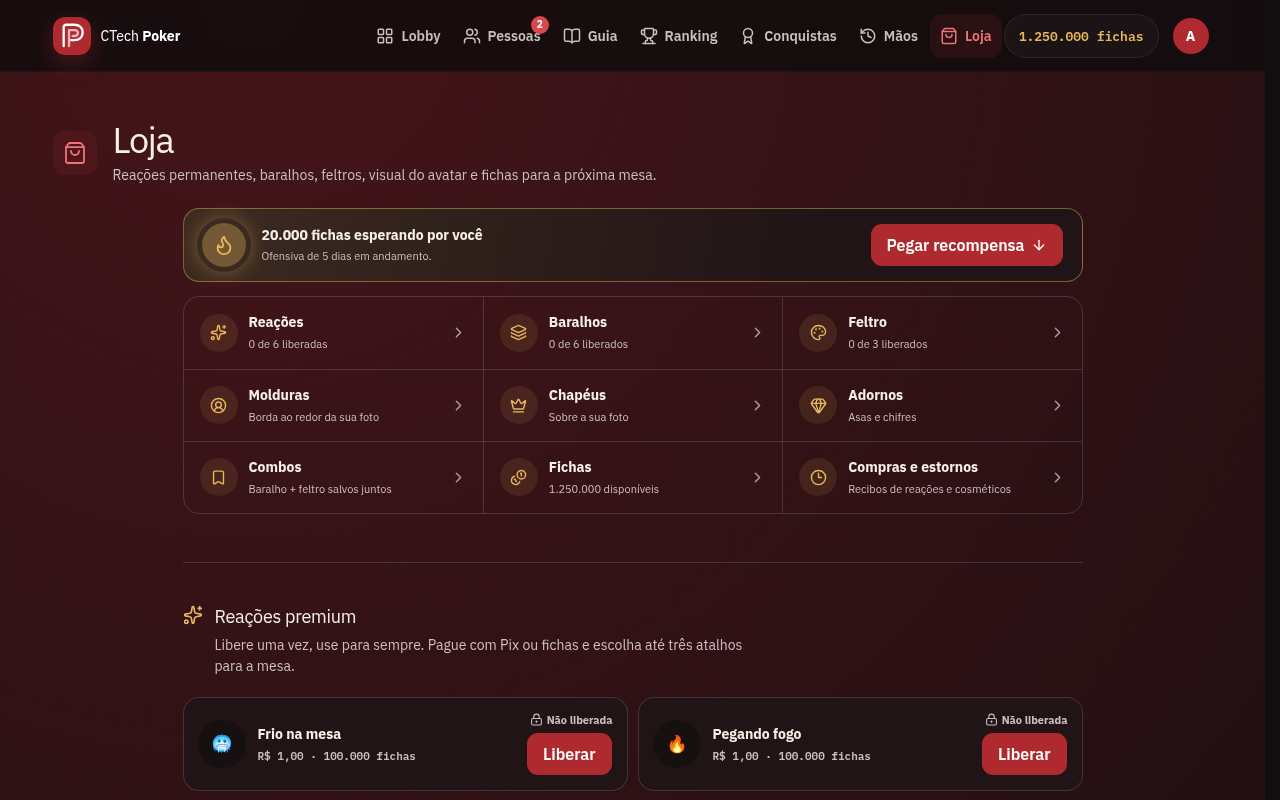 CTech Poker
Lobby
Pessoas
2
Guia
Ranking
Conquistas
Mãos
Loja
1.250.000 fichas
A
Loja
Reações permanentes, baralhos, feltros, visual do avatar e fichas para a próxima mesa.
20.000 fichas esperando por você
Ofensiva de 5 dias em andamento.
Pegar recompensa
Reações
0 de 6 liberadas
Baralhos
0 de 6 liberados
Feltro
0 de 3 liberados
Molduras
Borda ao redor da sua foto
Chapéus
Sobre a sua foto
Adornos
Asas e chifres
Combos
Baralho + feltro salvos juntos
Fichas
1.250.000 disponíveis
Compras e estornos
Recibos de reações e cosméticos
Reações premium
Libere uma vez, use para sempre. Pague com Pix ou fichas e escolha até três atalhos
para a mesa.
Frio na mesa
R$ 1,00 · 100.000 fichas
Não liberada
Liberar
Pegando fogo
R$ 1,00 · 100.000 fichas
Não liberada
Liberar